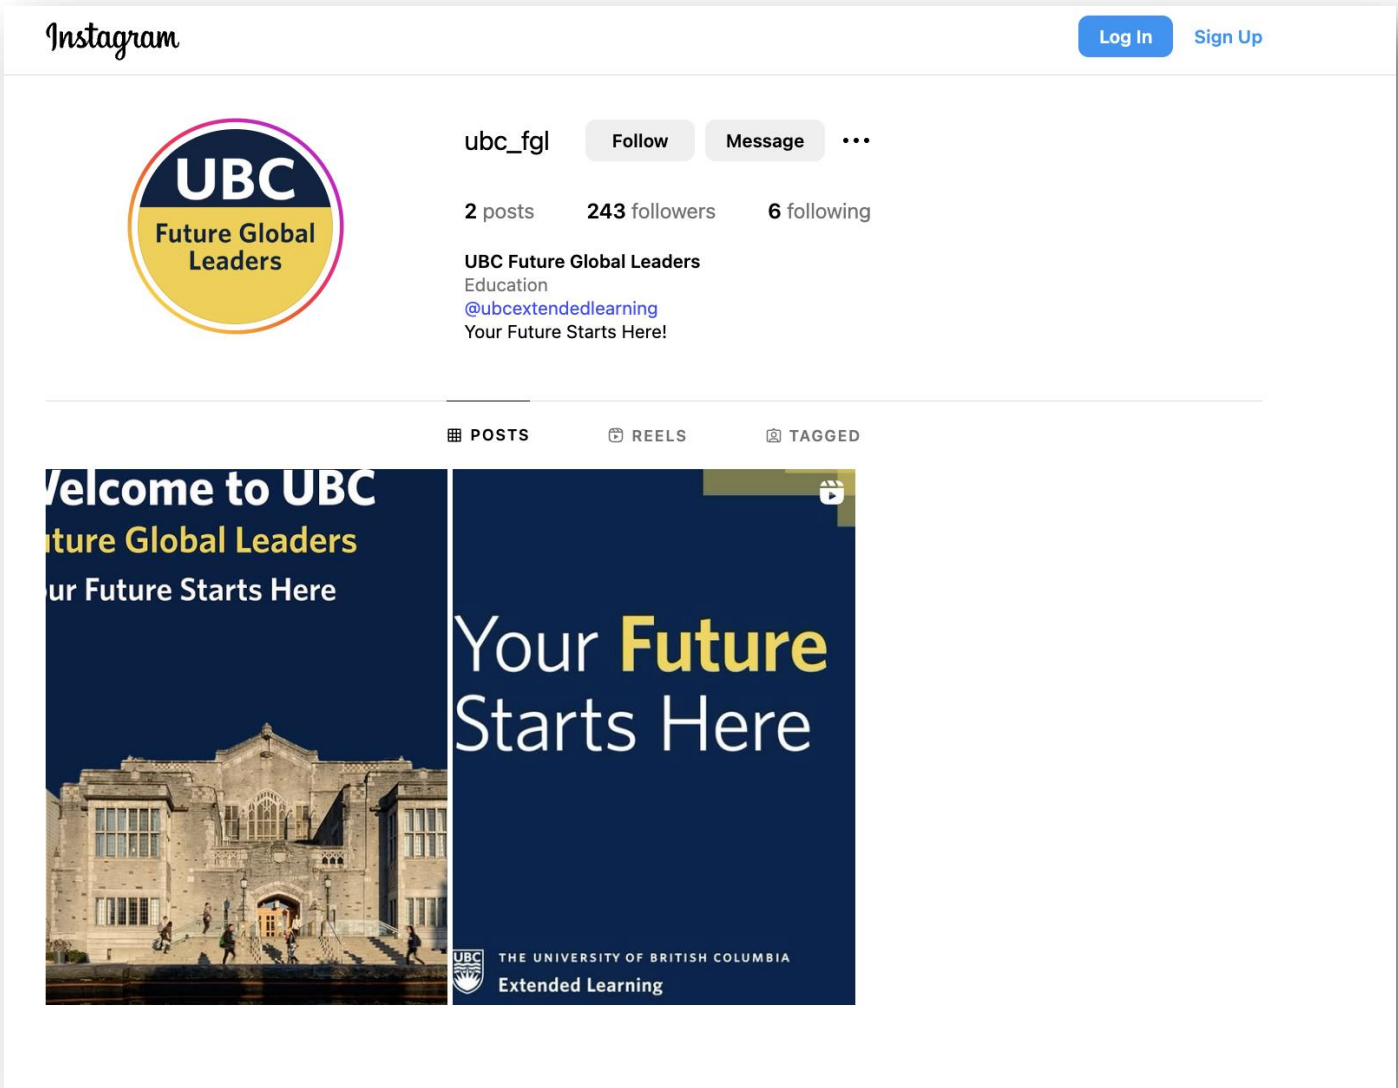 Instagram
Log In
Sign Up
UBC
Future Global
Leaders
ubc_fgl
Follow
Message
2 posts
243 followers
6 following
UBC Future Global Leaders
Education
@ubcextendedlearning
Your Future Starts Here!
POSTS
REELS
TAGGED
elcome to UBC
ture Global Leaders
ur Future Starts Here
Your Future
Starts Here
UBC
THE UNIVERSITY OF BRITISH COLUMBIA
Extended Learning